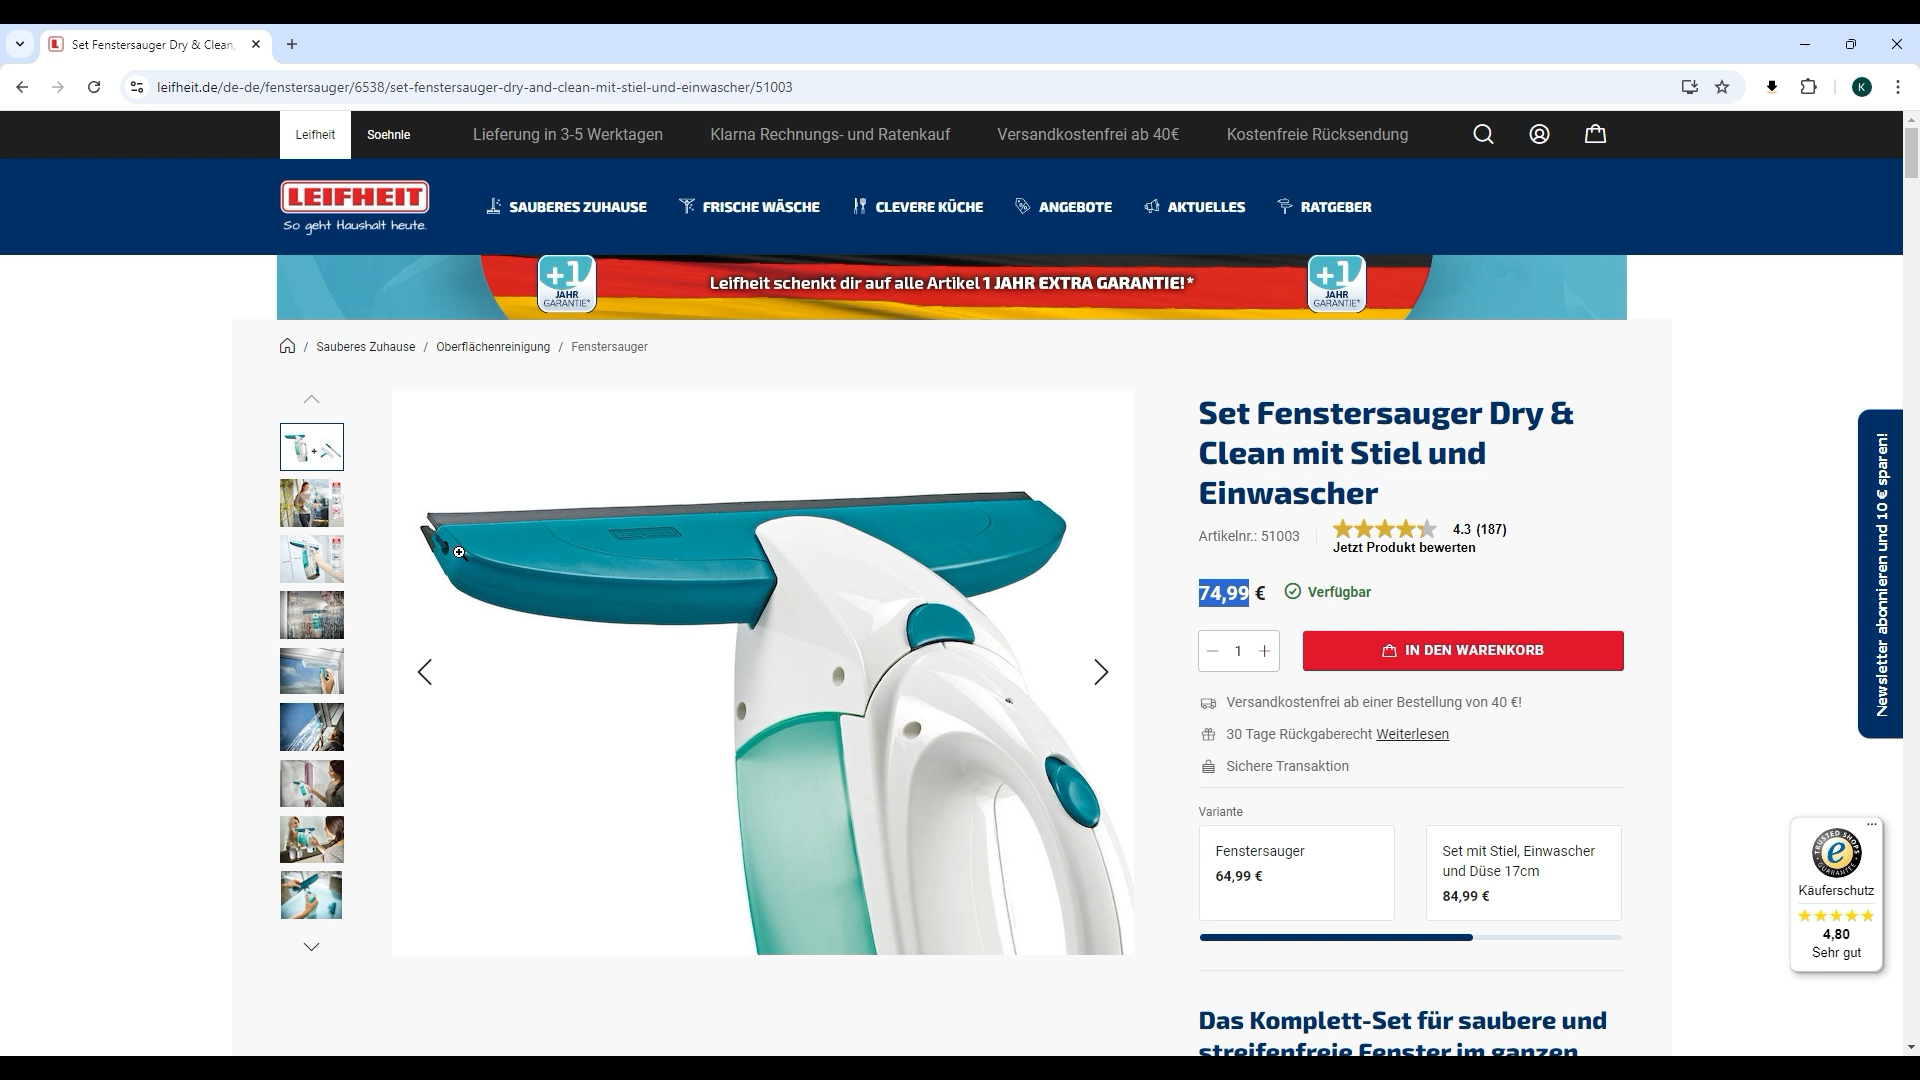 Set Fenstersauger Dry & Clean
leifheit.de/de-de/fenstersauger/6538/set-fenstersauger-dry-and-clean-mit-stiel-und-einwascher/51003
K
Leifheit
Soehnle
Lieferung in 3-5 Werktagen
Klarna Rechnungs- und Ratenkauf
Versandkostenfrei ab 40€
Kostenfreie Rücksendung
LEIFHEIT
So geht Haushalt heute.
SAUBERES ZUHAUSE
FRISCHE WÄSCHE
CLEVERE KÜCHE
ANGEBOTE
AKTUELLES
RATGEBER
+1
JAHR
GARANTIE*
Leifheit schenkt dir auf alle Artikel 1 JAHR EXTRA GARANTIE!*
+1
JAHR
GARANTIE*
/ Sauberes Zuhause / Oberflächenreinigung / Fenstersauger
Set Fenstersauger Dry &
Clean mit Stiel und
Einwascher
Artikelnr.: 51003
4.3 (187)
Jetzt Produkt bewerten
74,99 €
Verfügbar
1
IN DEN WARENKORB
Versandkostenfrei ab einer Bestellung von 40 €!
30 Tage Rückgaberecht Weiterlesen
Sichere Transaktion
Variante
Fenstersauger
64,99 €
Set mit Stiel, Einwascher
und Düse 17cm
84,99 €
Das Komplett-Set für saubere und
streifenfreie Fenster im ganzen
Newsletter abonnieren und 10 € sparen!
TRUSTED SHOPS
GUARANTEE
e
Käuferschutz
4,80
Sehr gut